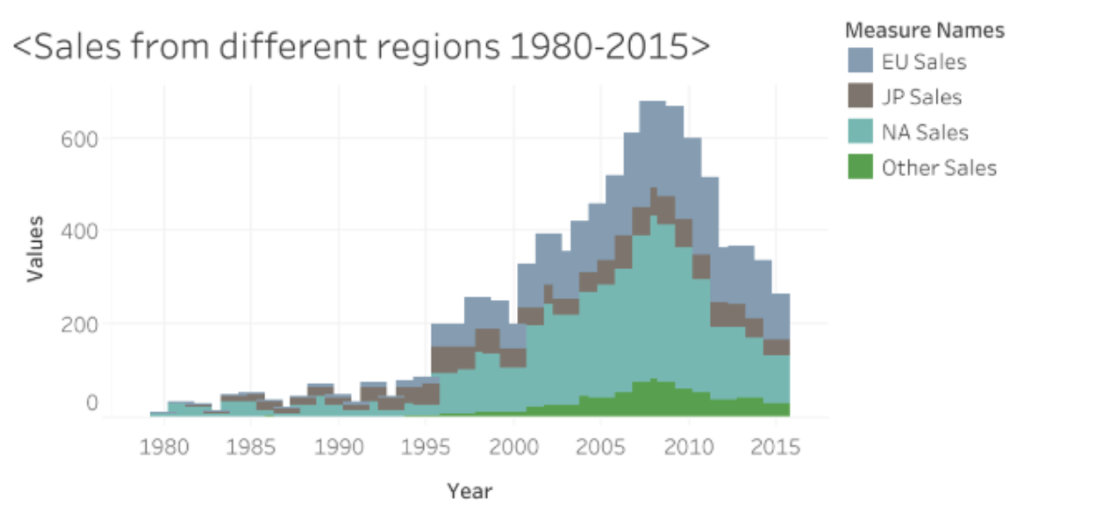 <Sales from different regions 1980-2015>
Measure Names
EU Sales
JP Sales
NA Sales
Other Sales
Values
600
400
200
0
1980 1985 1990 1995 2000 2005 2010 2015
Year